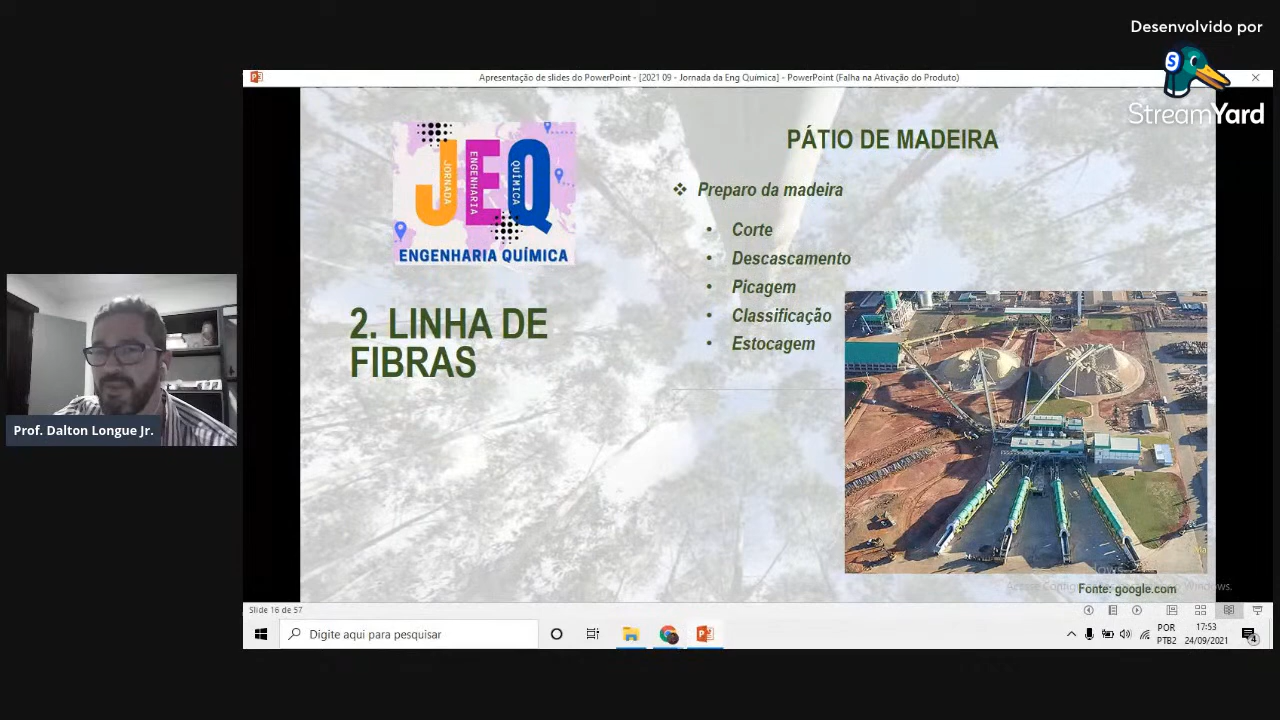 Desenvolvido por
StreamYard
Apresentação de slides do PowerPoint - [2021 09 - Jornada da Eng Química] - PowerPoint (Falha na Ativação do Produto)
JORNADA
ENGENHARIA
QUÍMICA
JEQ
ENGENHARIA QUÍMICA
2. LINHA DE
FIBRAS
PÁTIO DE MADEIRA
Preparo da madeira
• Corte
• Descascamento
• Picagem
• Classificação
• Estocagem
Fonte: google.com
Prof. Dalton Longue Jr.
Slide 16 de 57
Digite aqui para pesquisar
POR
PTB2
17:53
24/09/2021
4